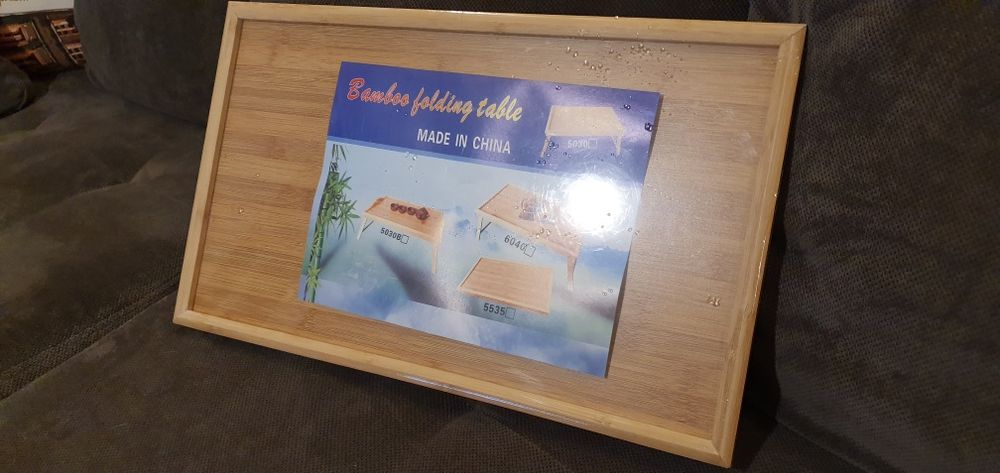 Bamboo folding table
MADE IN CHINA
5030
5030B
6040
5535